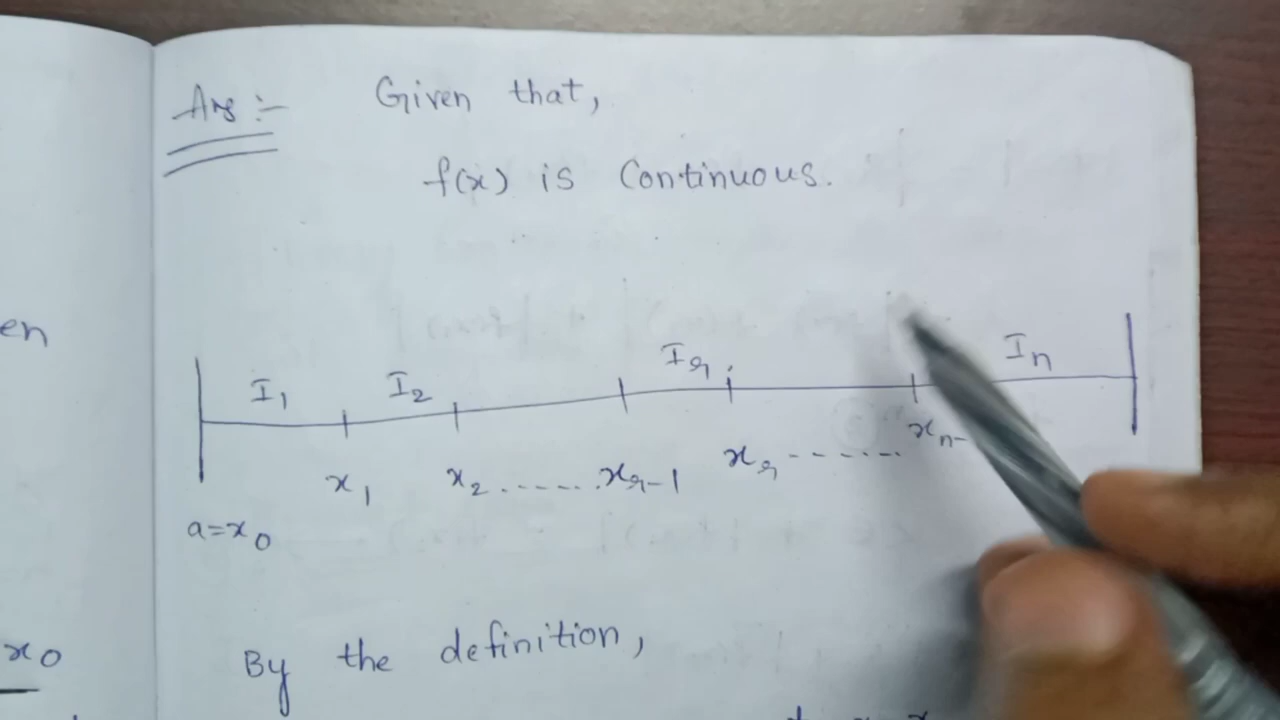 Ans :-
Given that,
f(x) is Continuous.
en
I₁ I₂ Iᵣ Iₙ
x₁ x₂ ....... xᵣ₋₁ xᵣ ------ xₙ₋
a=x₀
x₀
By the definition,